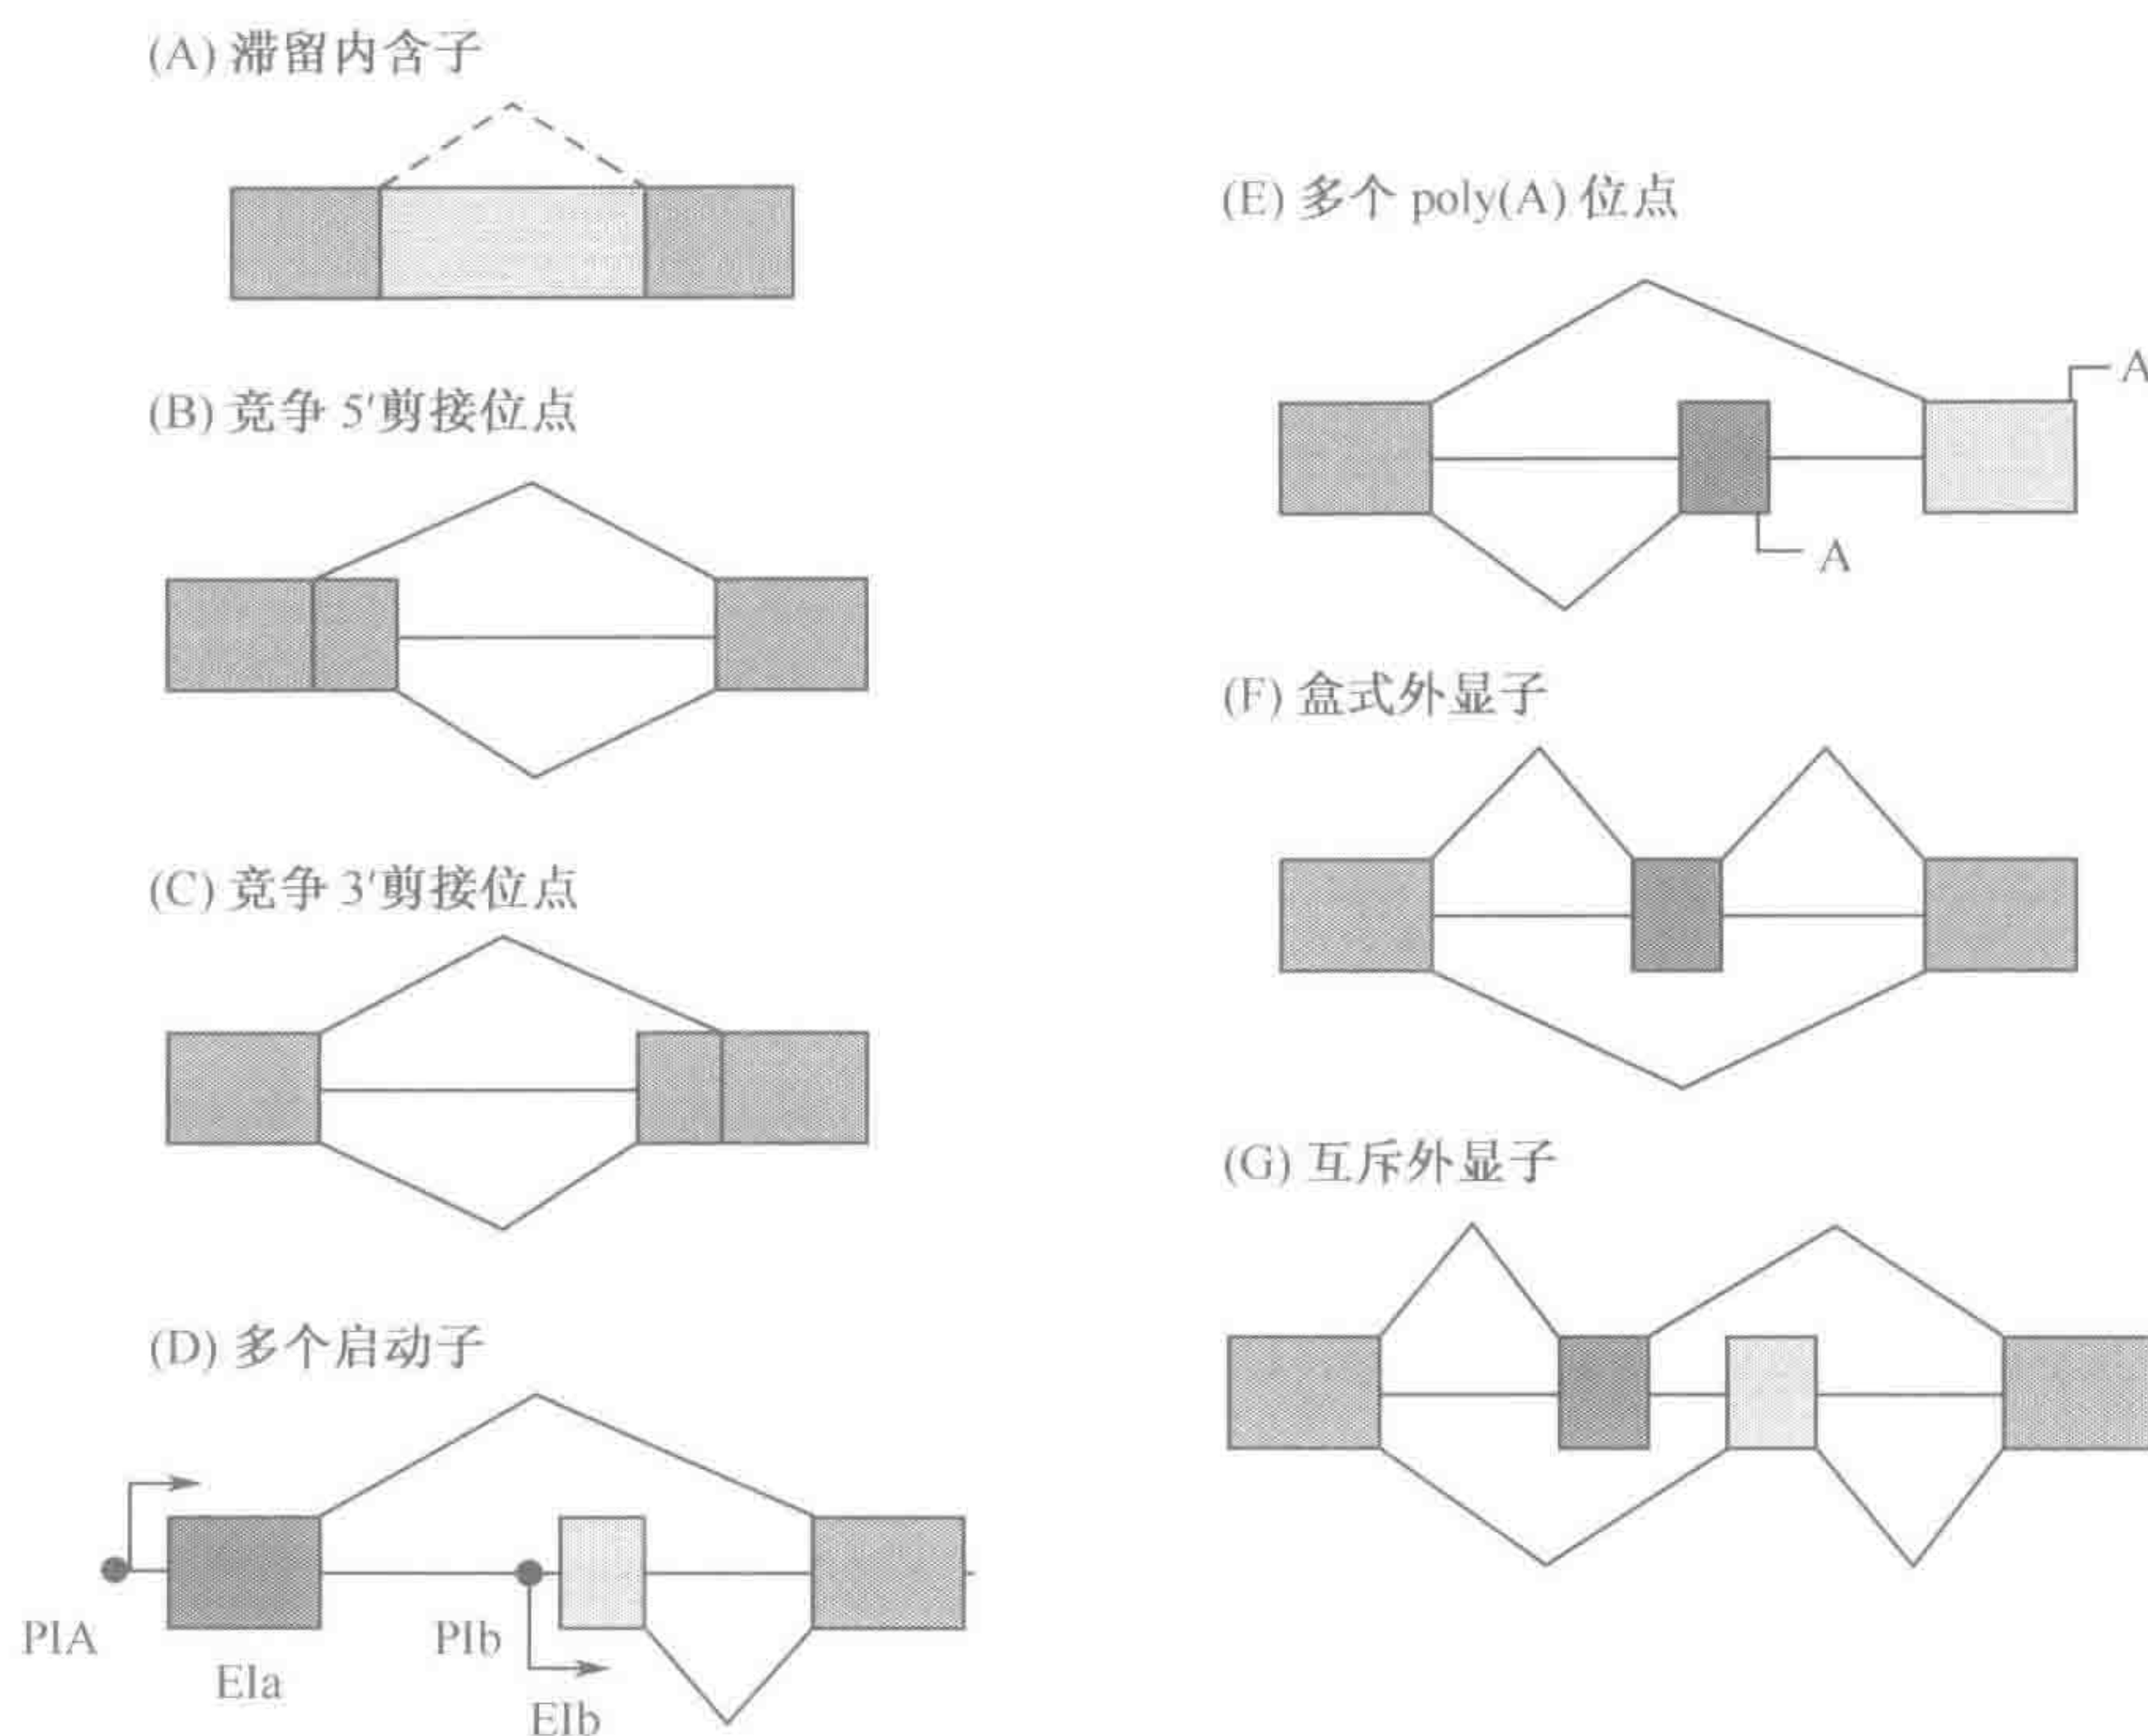 (A) 滞留内含子
(B) 竞争 5′剪接位点
(C) 竞争 3′剪接位点
(D) 多个启动子
PIA
EIa
PIb
EIb
(E) 多个 poly(A) 位点
A
A
(F) 盒式外显子
(G) 互斥外显子